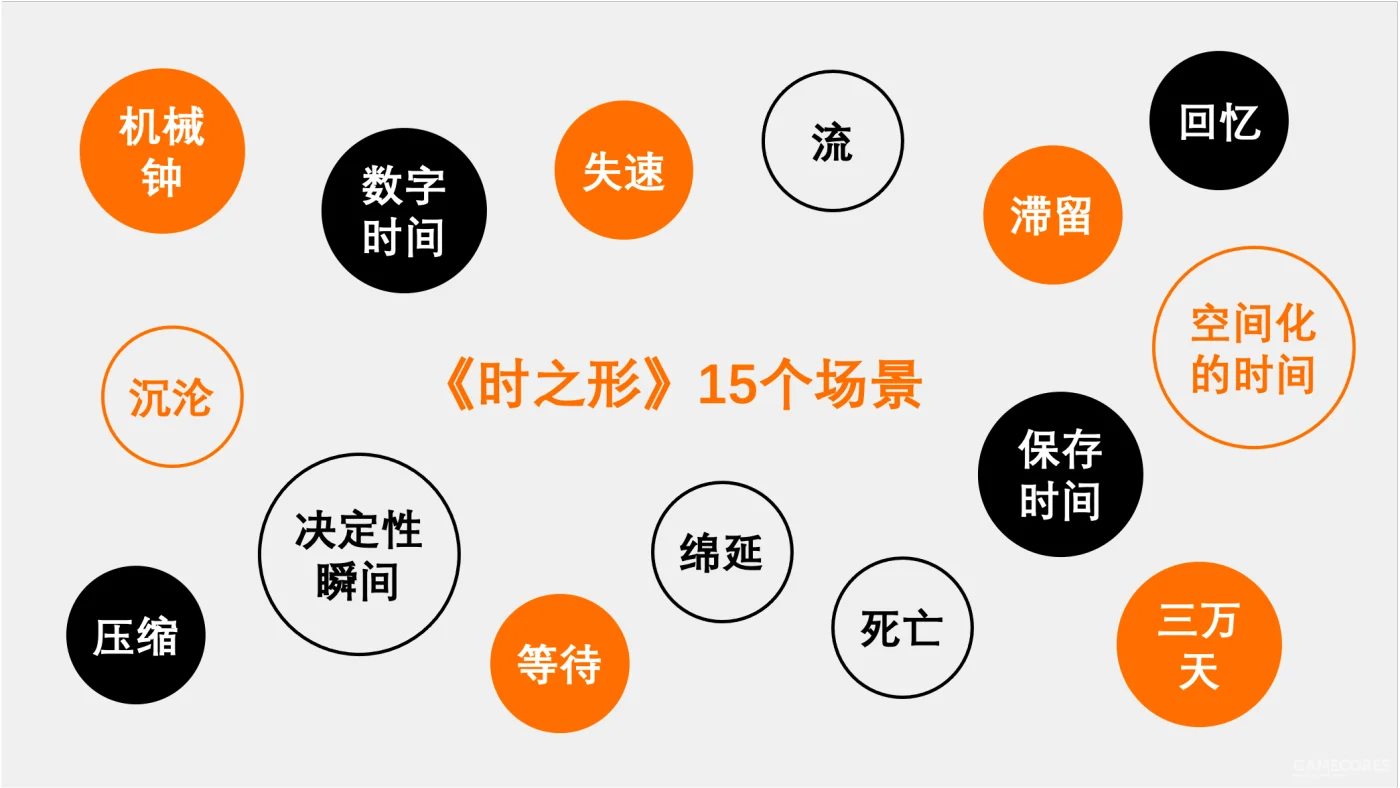 机械
钟
数字
时间
失速
流
滞留
回忆
沉沦
《时之形》15个场景
空间化
的时间
保存
时间
决定性
瞬间
绵延
死亡
压缩
等待
三万
天
GAMECORES